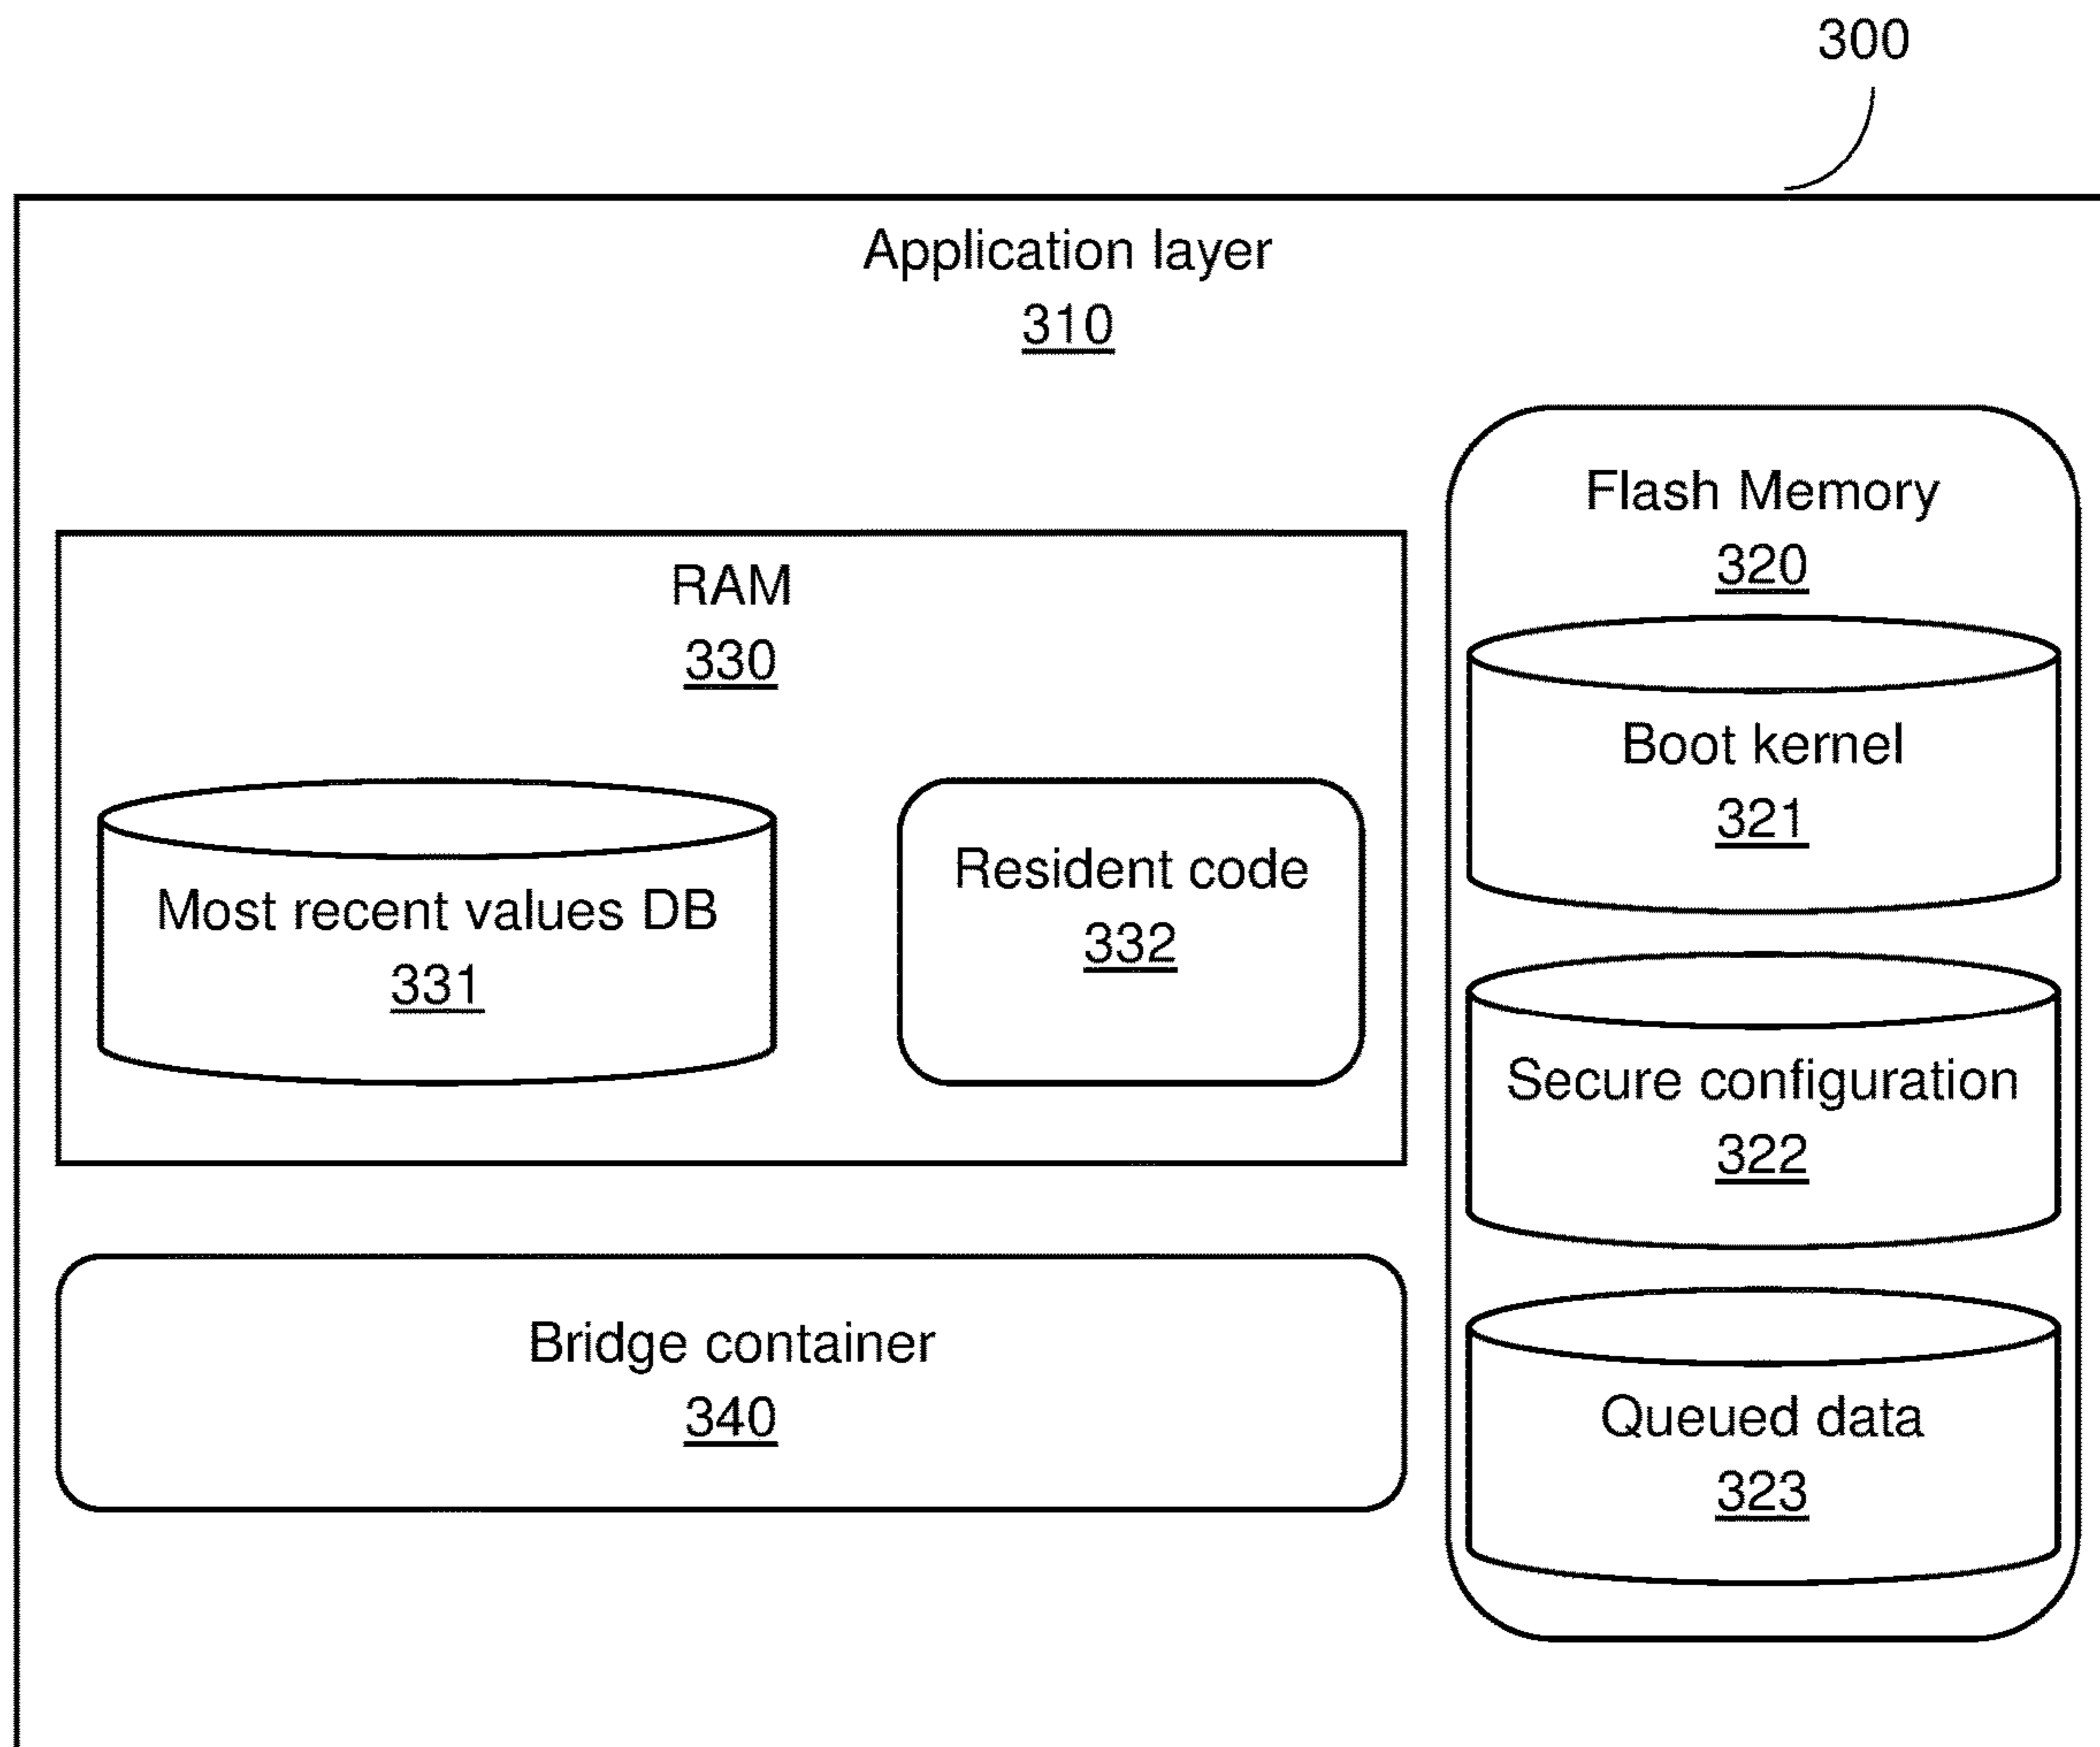 300
Application layer
310
RAM
330
Most recent values DB
331
Resident code
332
Bridge container
340
Flash Memory
320
Boot kernel
321
Secure configuration
322
Queued data
323